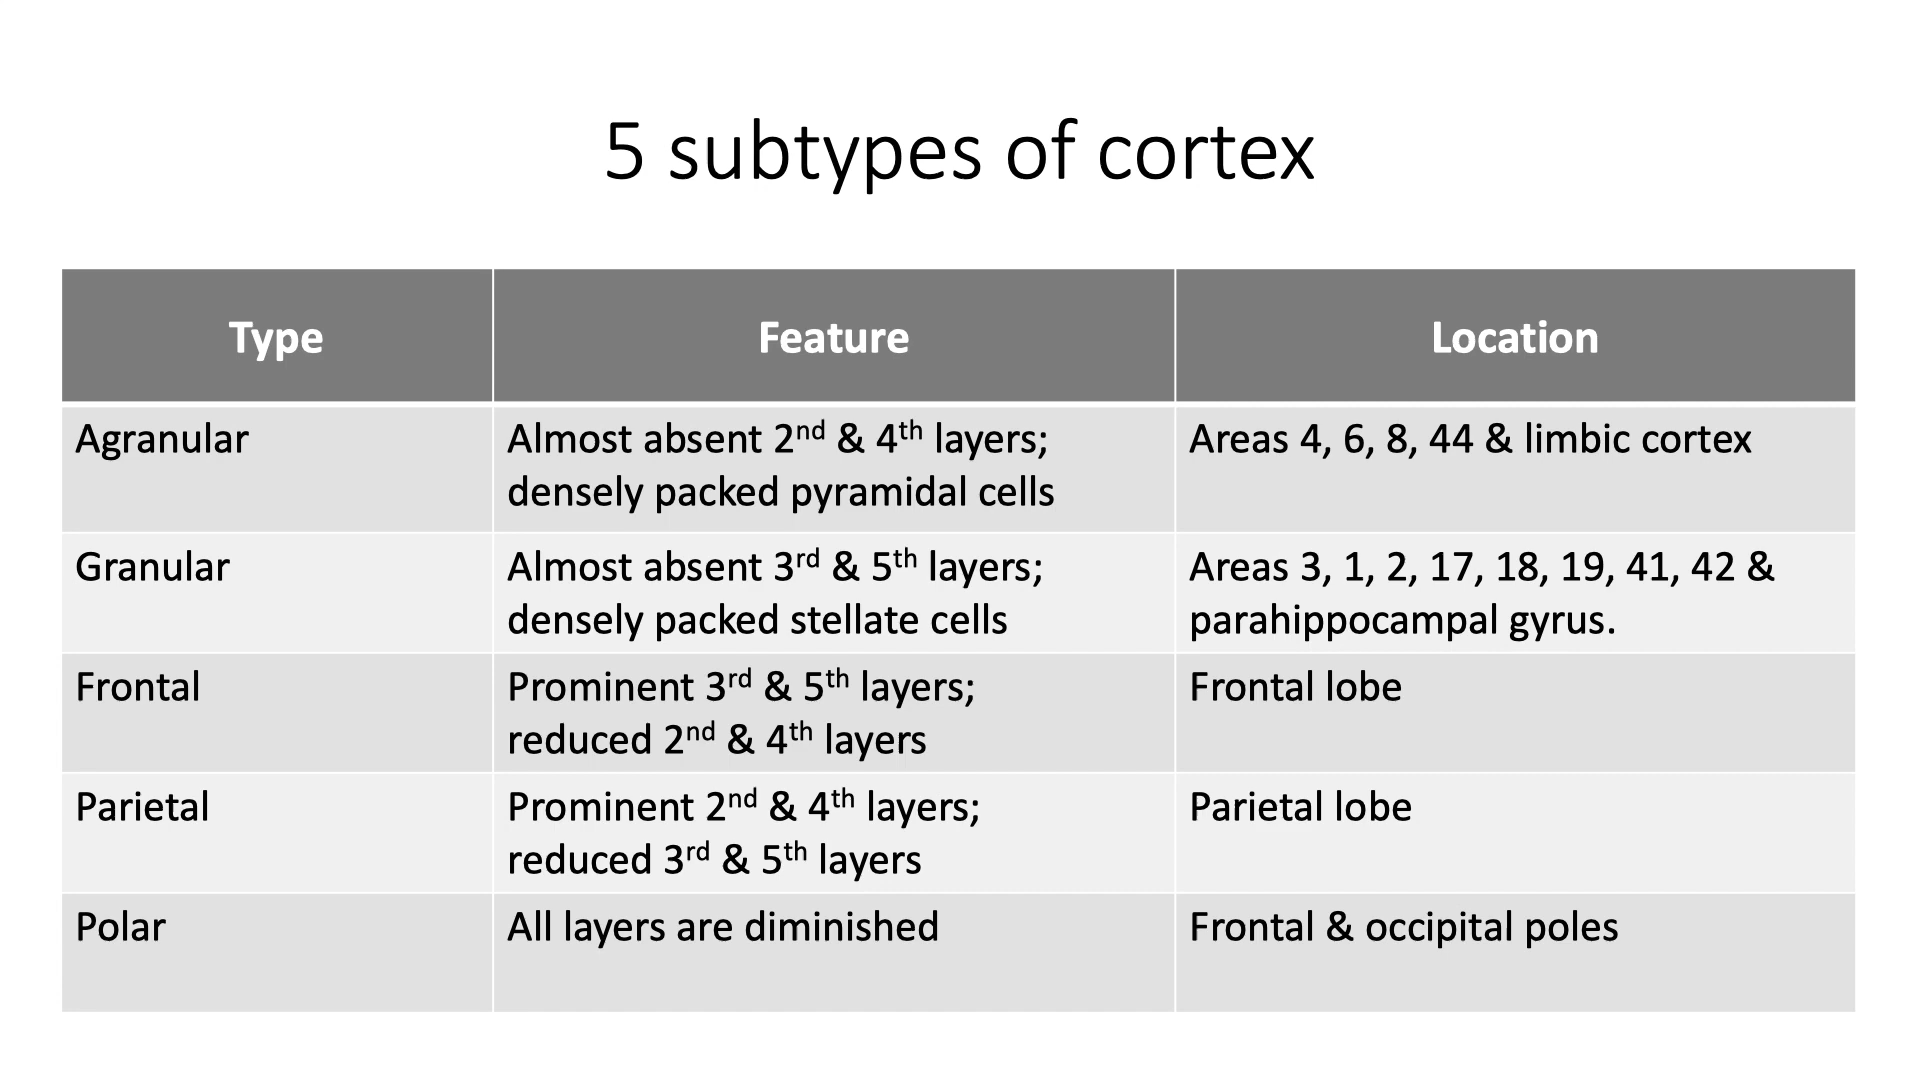 5 subtypes of cortex
Type Feature Location
Agranular
Almost absent 2nd & 4th layers;
densely packed pyramidal cells
Areas 4, 6, 8, 44 & limbic cortex
Granular
Almost absent 3rd & 5th layers;
densely packed stellate cells
Areas 3, 1, 2, 17, 18, 19, 41, 42 &
parahippocampal gyrus.
Frontal
Prominent 3rd & 5th layers;
reduced 2nd & 4th layers
Frontal lobe
Parietal
Prominent 2nd & 4th layers;
reduced 3rd & 5th layers
Parietal lobe
Polar
All layers are diminished
Frontal & occipital poles